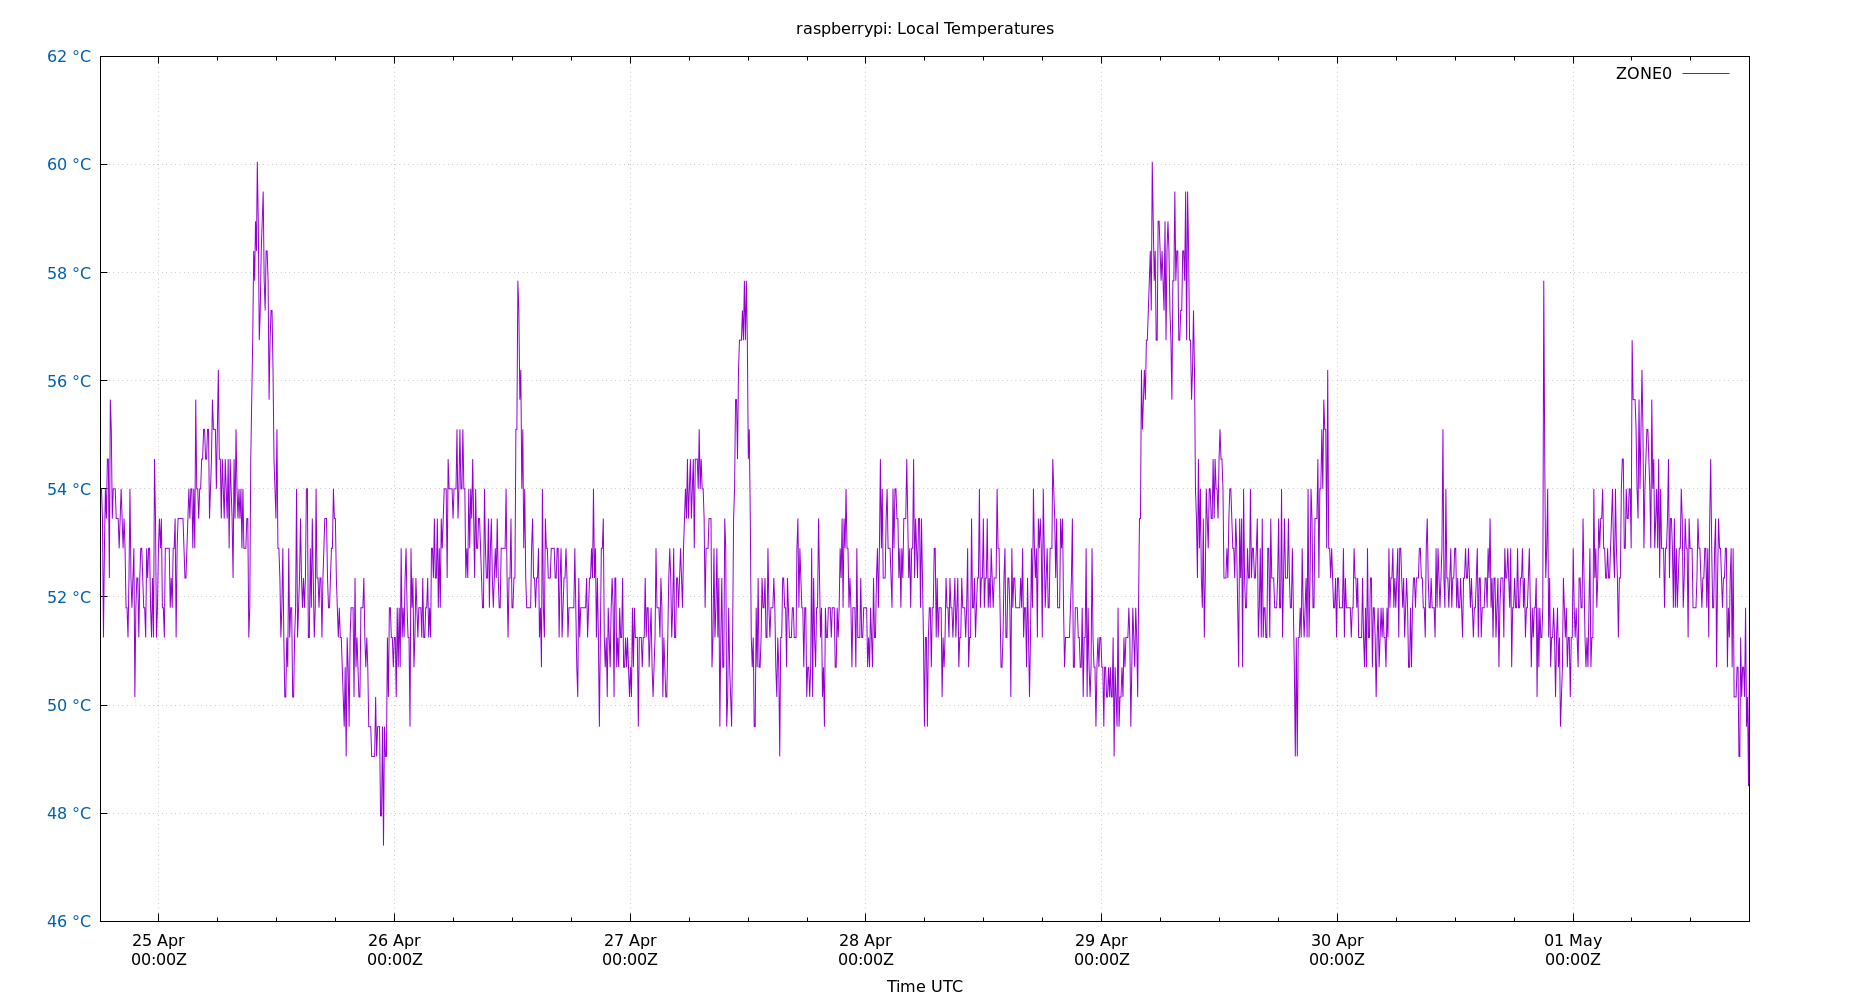 raspberrypi: Local Temperatures
62 °C
ZONE0
60 °C
58 °C
56 °C
54 °C
52 °C
50 °C
48 °C
46 °C
25 Apr 26 Apr 27 Apr 28 Apr 29 Apr 30 Apr 01 May
00:00Z 00:00Z 00:00Z 00:00Z 00:00Z 00:00Z 00:00Z
Time UTC